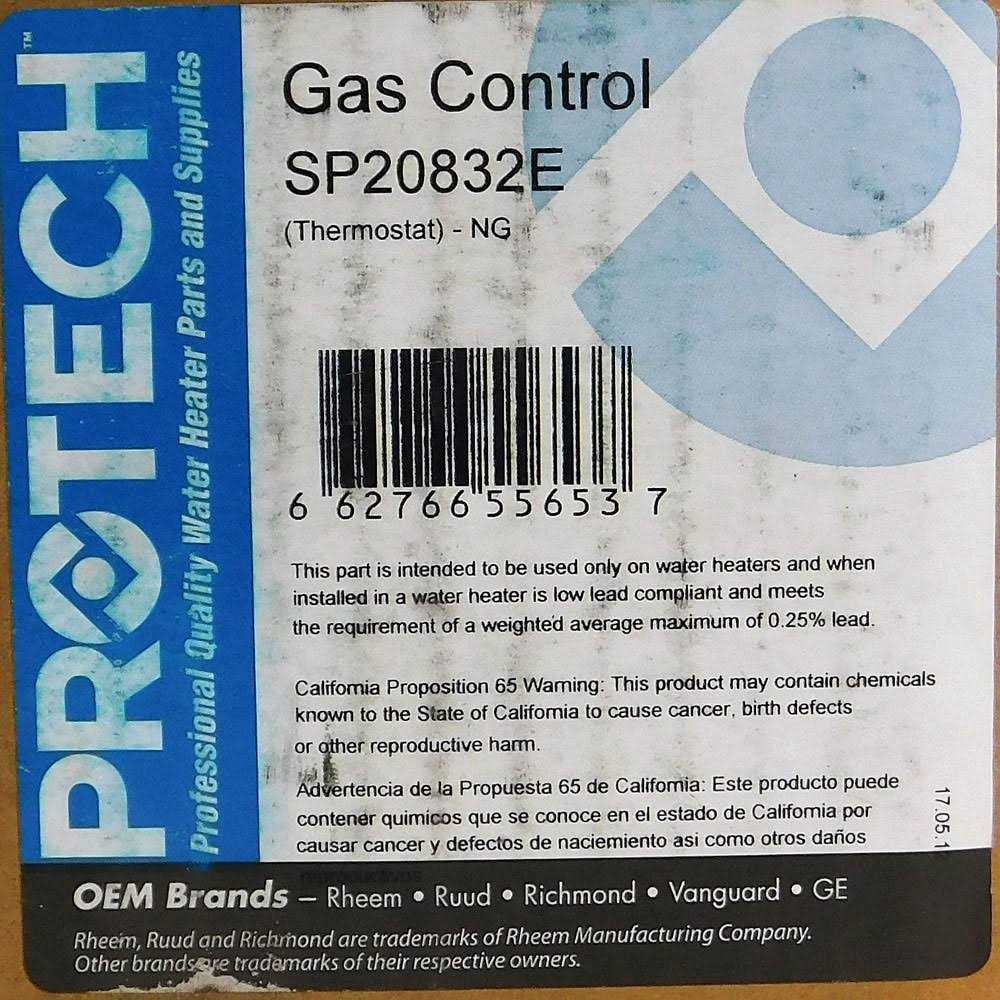 PROTECH™
Professional Quality Water Heater Parts and Supplies
Gas Control
SP20832E
(Thermostat) - NG
6 62766 55653 7
This part is intended to be used only on water heaters and when
installed in a water heater is low lead compliant and meets
the requirement of a weighted average maximum of 0.25% lead.
California Proposition 65 Warning: This product may contain chemicals
known to the State of California to cause cancer, birth defects
or other reproductive harm.
Advertencia de la Propuesta 65 de California: Este producto puede
contener quimicos que se conoce en el estado de California por
causar cancer y defectos de naciemiento asi como otros daños
reproductivos
17.05.1
OEM Brands – Rheem • Ruud • Richmond • Vanguard • GE
Rheem, Ruud and Richmond are trademarks of Rheem Manufacturing Company.
Other brands are trademarks of their respective owners.